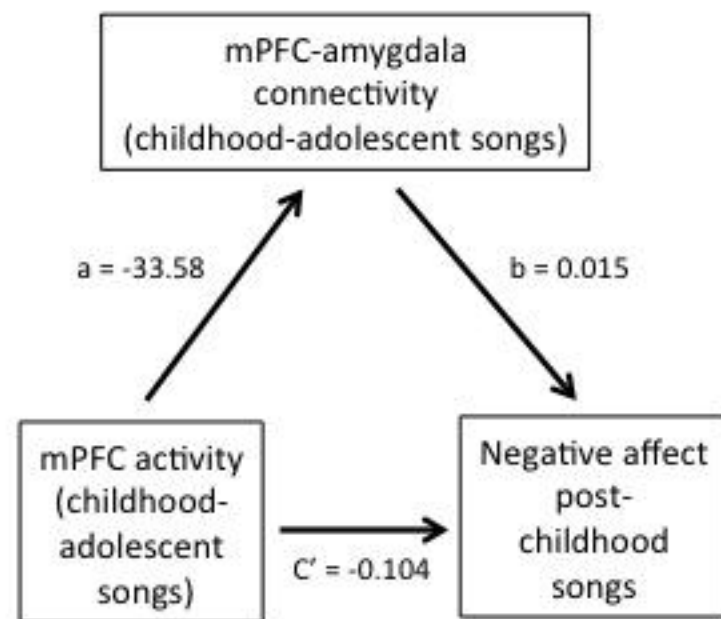 mPFC-amygdala
connectivity
(childhood-adolescent songs)
a = -33.58
b = 0.015
mPFC activity
(childhood-
adolescent
songs)
C' = -0.104
Negative affect
post-
childhood
songs